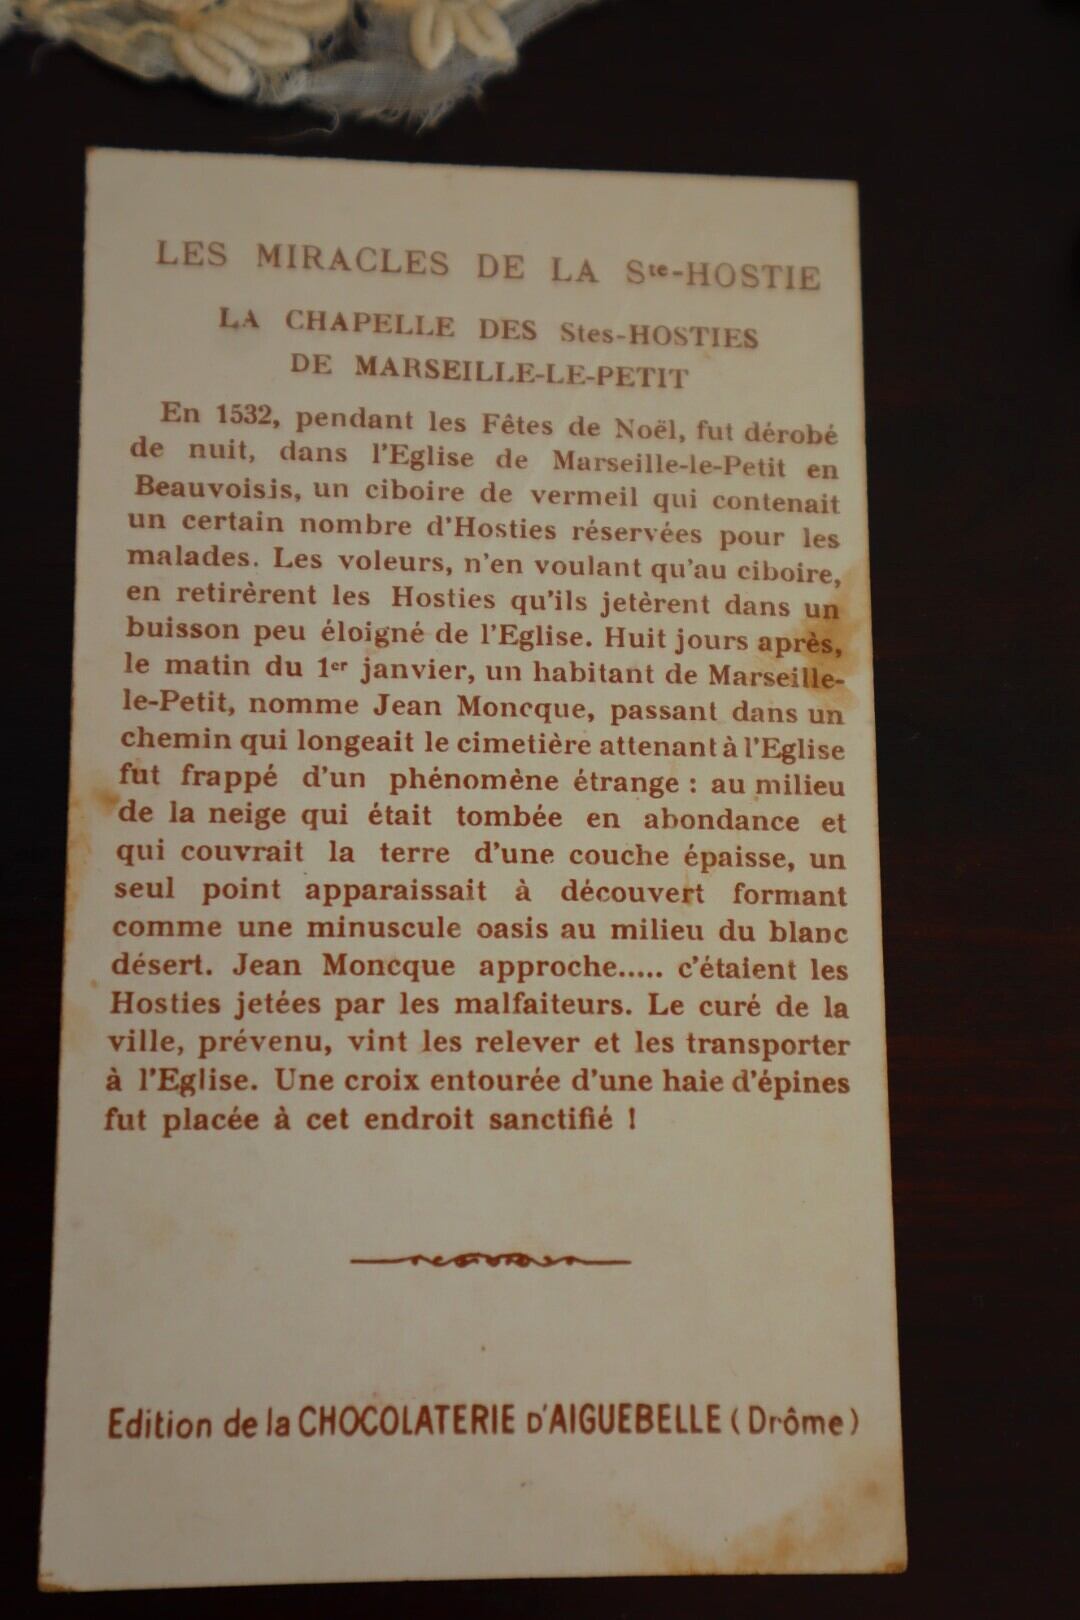 LES MIRACLES DE LA Ste-HOSTIE
LA CHAPELLE DES Stes-HOSTIES
DE MARSEILLE-LE-PETIT
En 1532, pendant les Fêtes de Noël, fut dérobé
de nuit, dans l'Eglise de Marseille-le-Petit en
Beauvoisis, un ciboire de vermeil qui contenait
un certain nombre d'Hosties réservées pour les
malades. Les voleurs, n'en voulant qu'au ciboire,
en retirèrent les Hosties qu'ils jetèrent dans un
buisson peu éloigné de l'Eglise. Huit jours après,
le matin du 1er janvier, un habitant de Marseille-
le-Petit, nomme Jean Moncque, passant dans un
chemin qui longeait le cimetière attenant à l'Eglise
fut frappé d'un phénomène étrange : au milieu
de la neige qui était tombée en abondance et
qui couvrait la terre d'une couche épaisse, un
seul point apparaissait à découvert formant
comme une minuscule oasis au milieu du blanc
désert. Jean Moncque approche..... c'étaient les
Hosties jetées par les malfaiteurs. Le curé de la
ville, prévenu, vint les relever et les transporter
à l'Eglise. Une croix entourée d'une haie d'épines
fut placée à cet endroit sanctifié !
Edition de la CHOCOLATERIE D'AIGUEBELLE (Drôme)